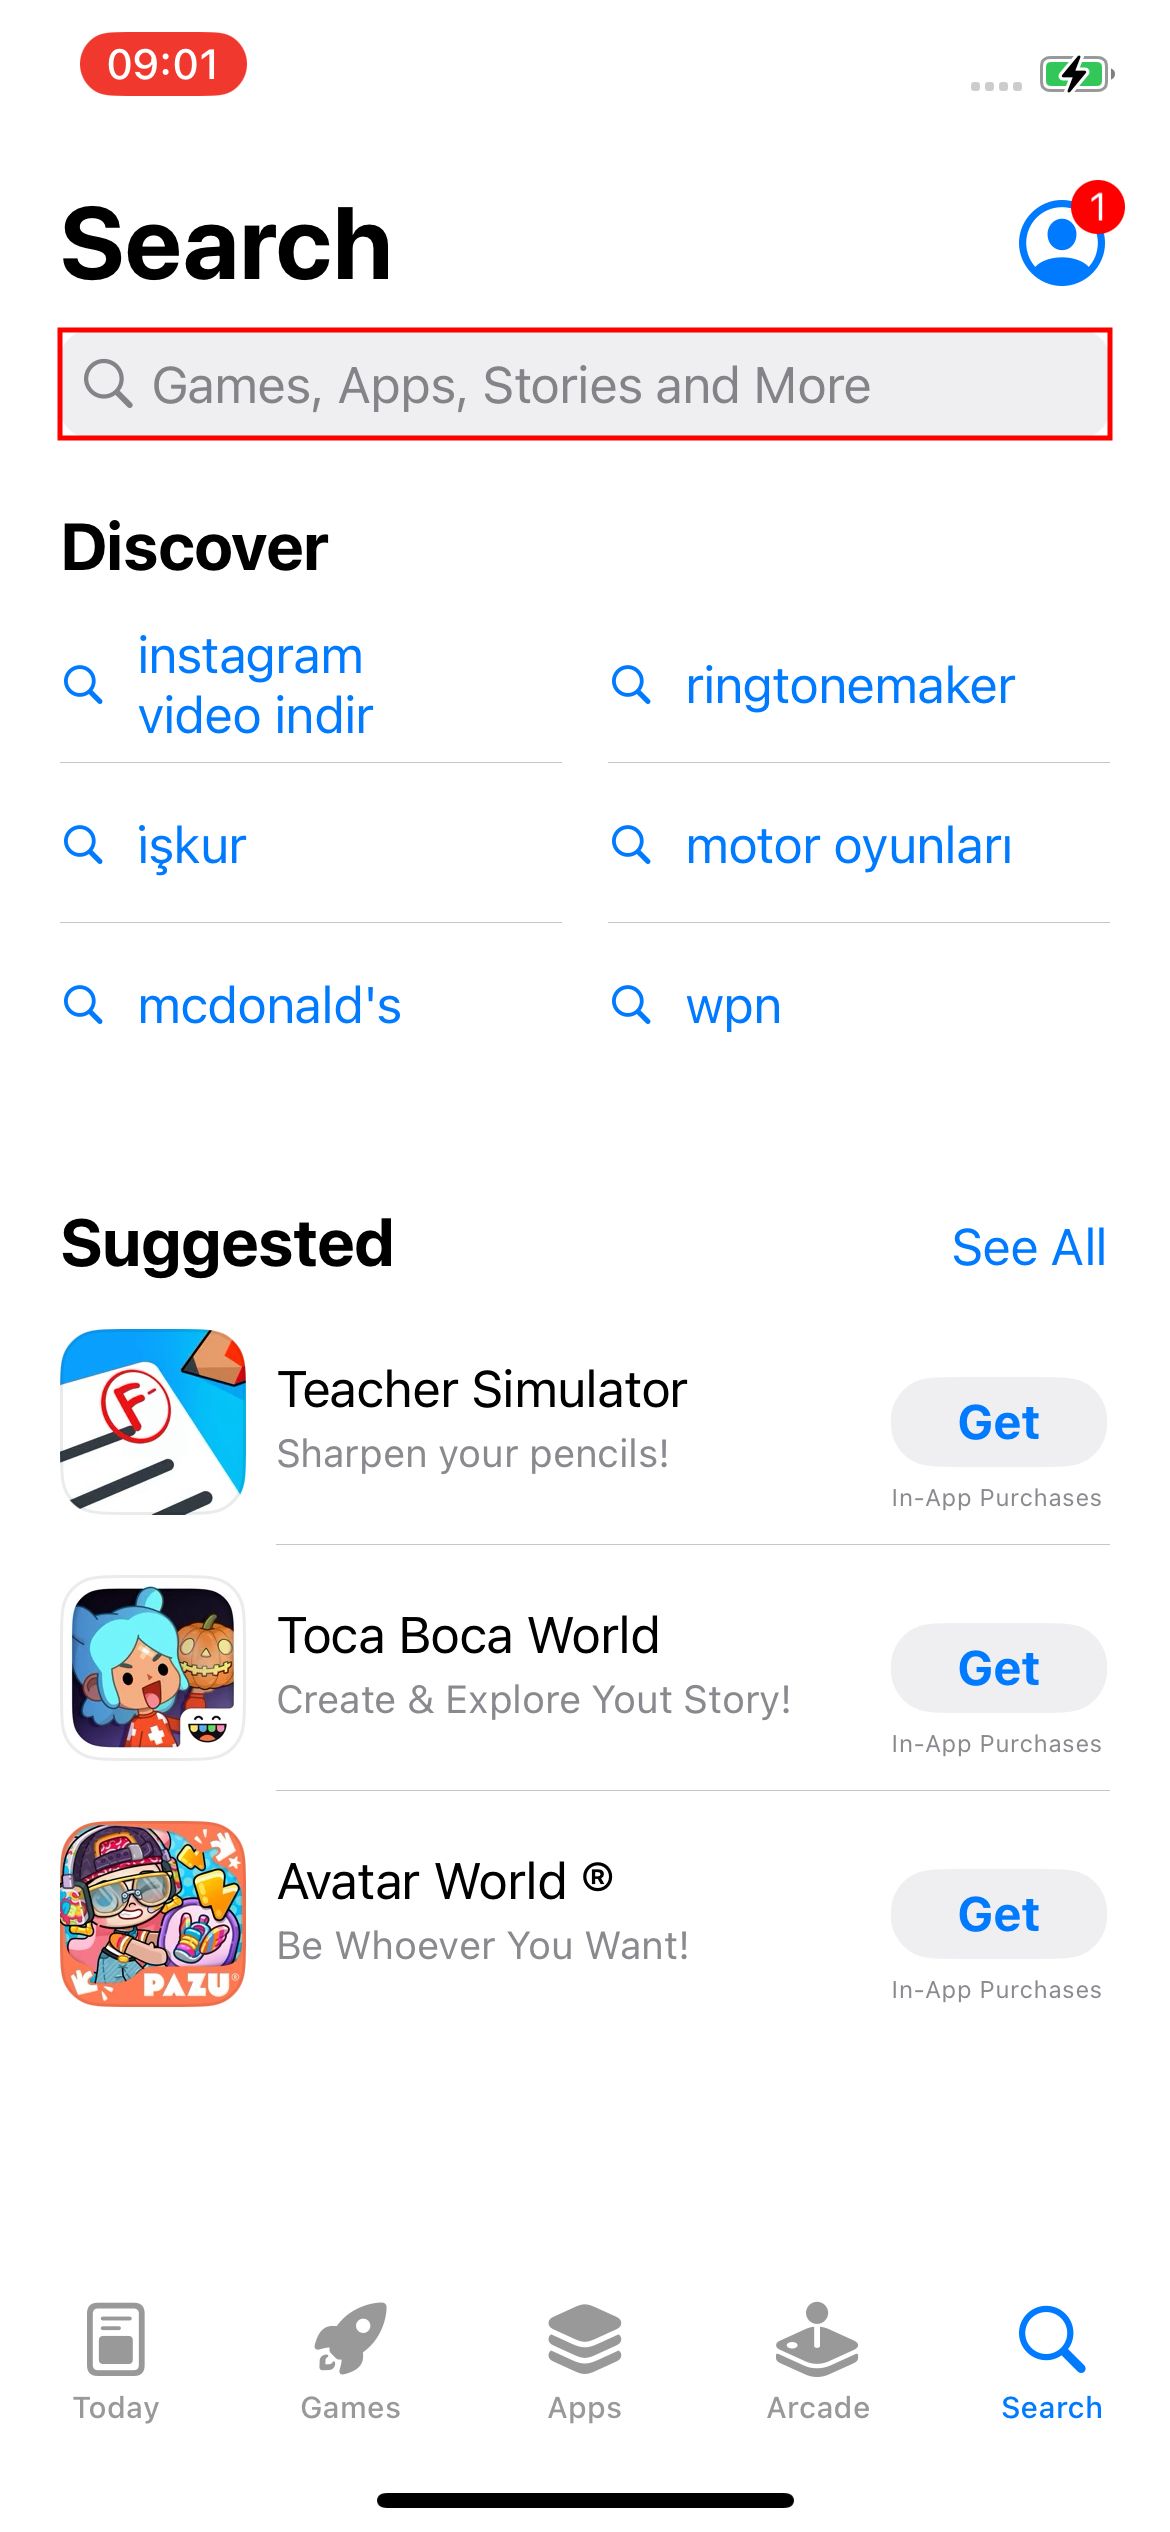 09:01
Search
1
Games, Apps, Stories and More
Discover
instagram
video indir
ringtonemaker
işkur
motor oyunları
mcdonald's
wpn
Suggested
See All
F-
Teacher Simulator
Sharpen your pencils!
Get
In-App Purchases
Toca Boca World
Create & Explore Yout Story!
Get
In-App Purchases
PAZU®
Avatar World ®
Be Whoever You Want!
Get
In-App Purchases
Today
Games
Apps
Arcade
Search